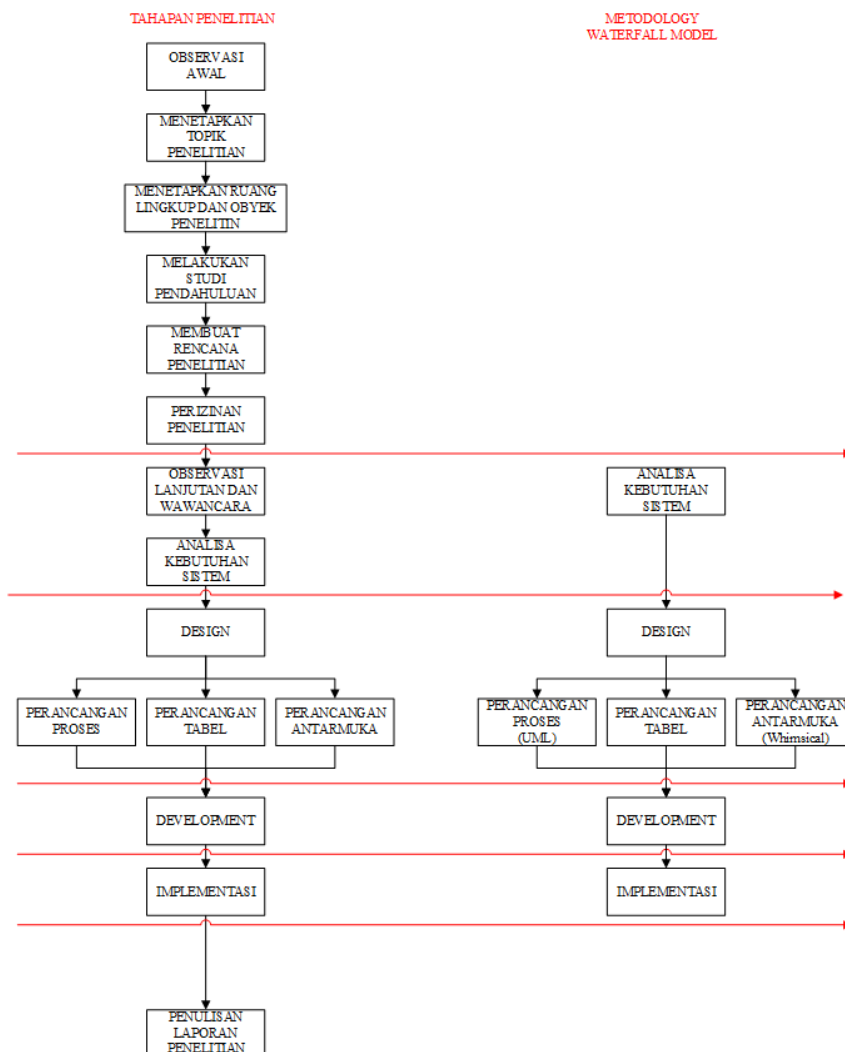 TAHAPAN PENELITIAN
METODOLOGY
WATERFALL MODEL
OBSERVASI
AWAL
MENETAPKAN
TOPIK
PENELITIAN
MENETAPKAN RUANG
LINGKUP DAN OBYEK
PENELITIN
MELAKUKAN
STUDI
PENDAHULUAN
MEMBUAT
RENCANA
PENELITIAN
PERIZINAN
PENELITIAN
OBSERVASI
LANJUTAN DAN
WAWANCARA
ANALISA
KEBUTUHAN
SISTEM
ANALISA
KEBUTUHAN
SISTEM
DESIGN
DESIGN
PERANCANGAN
PROSES
PERANCANGAN
TABEL
PERANCANGAN
ANTARMUKA
PERANCANGAN
PROSES
(UML)
PERANCANGAN
TABEL
PERANCANGAN
ANTARMUKA
(Whimsical)
DEVELOPMENT
DEVELOPMENT
IMPLEMENTASI
IMPLEMENTASI
PENULISAN
LAPORAN
PENELITIAN